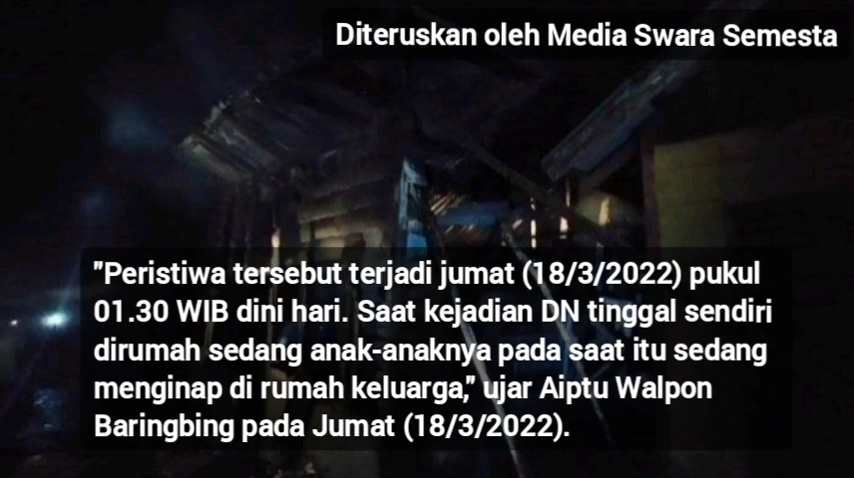 Diteruskan oleh Media Swara Semesta
"Peristiwa tersebut terjadi jumat (18/3/2022) pukul
01.30 WIB dini hari. Saat kejadian DN tinggal sendiri
dirumah sedang anak-anaknya pada saat itu sedang
menginap di rumah keluarga," ujar Aiptu Walpon
Baringbing pada Jumat (18/3/2022).